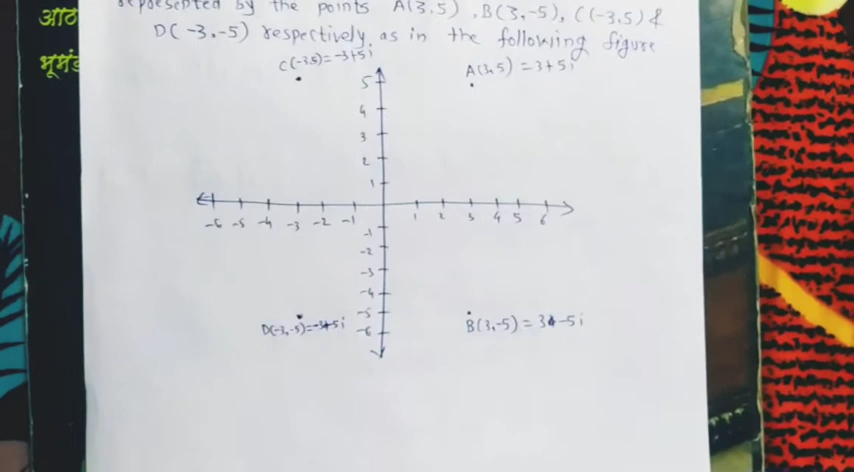 आठ
भूमंड
represented by the points A(3,5), B(3,-5), C(-3,5) &
D(-3,-5) respectively, as in the following figure
C(-3,5)=-3+5i
A(3,5)=3+5i
5
4
3
2
1
-6 -5 -4 -3 -2 -1 1 2 3 4 5 6
-1
-2
-3
-4
-5
-6
D(-3,-5)=-3-5i
B(3,-5)=3-5i